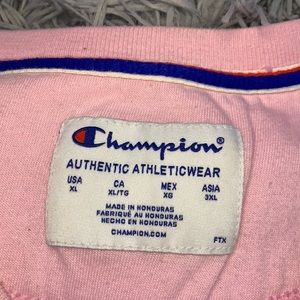 Champion®
AUTHENTIC ATHLETICWEAR
USA CA MEX ASIA
XL XL/TG XG 3XL
MADE IN HONDURAS
FABRIQUÉ AU HONDURAS
HECHO EN HONDURAS
CHAMPION.COM
FTX